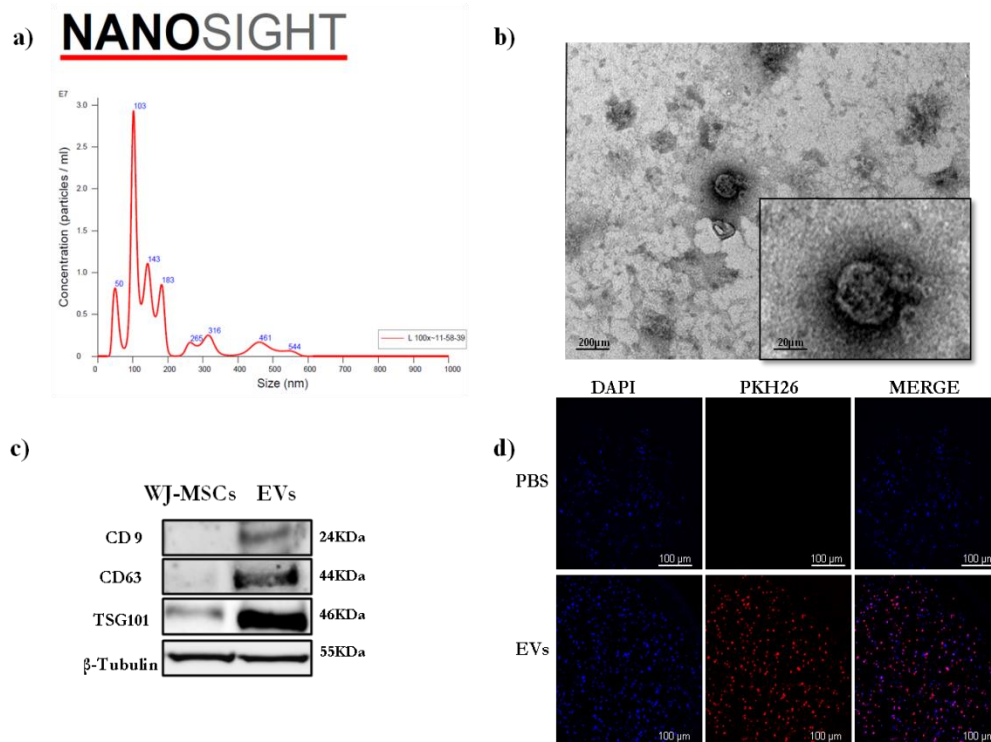 a)
NANOSIGHT
E7
Concentration (particles / ml)
3.0
2.5
2.0
1.5
1.0
0.5
0
50
103
143
183
265
316
461
544
L 100x~11-58-39
0 100 200 300 400 500 600 700 800 900 1000
Size (nm)
b)
200µm
20µm
c)
WJ-MSCs EVs
CD 9 24KDa
CD63 44KDa
TSG101 46KDa
β-Tubulin 55KDa
d)
DAPI PKH26 MERGE
PBS
100 µm 100 µm 100 µm
EVs
100 µm 100 µm 100 µm